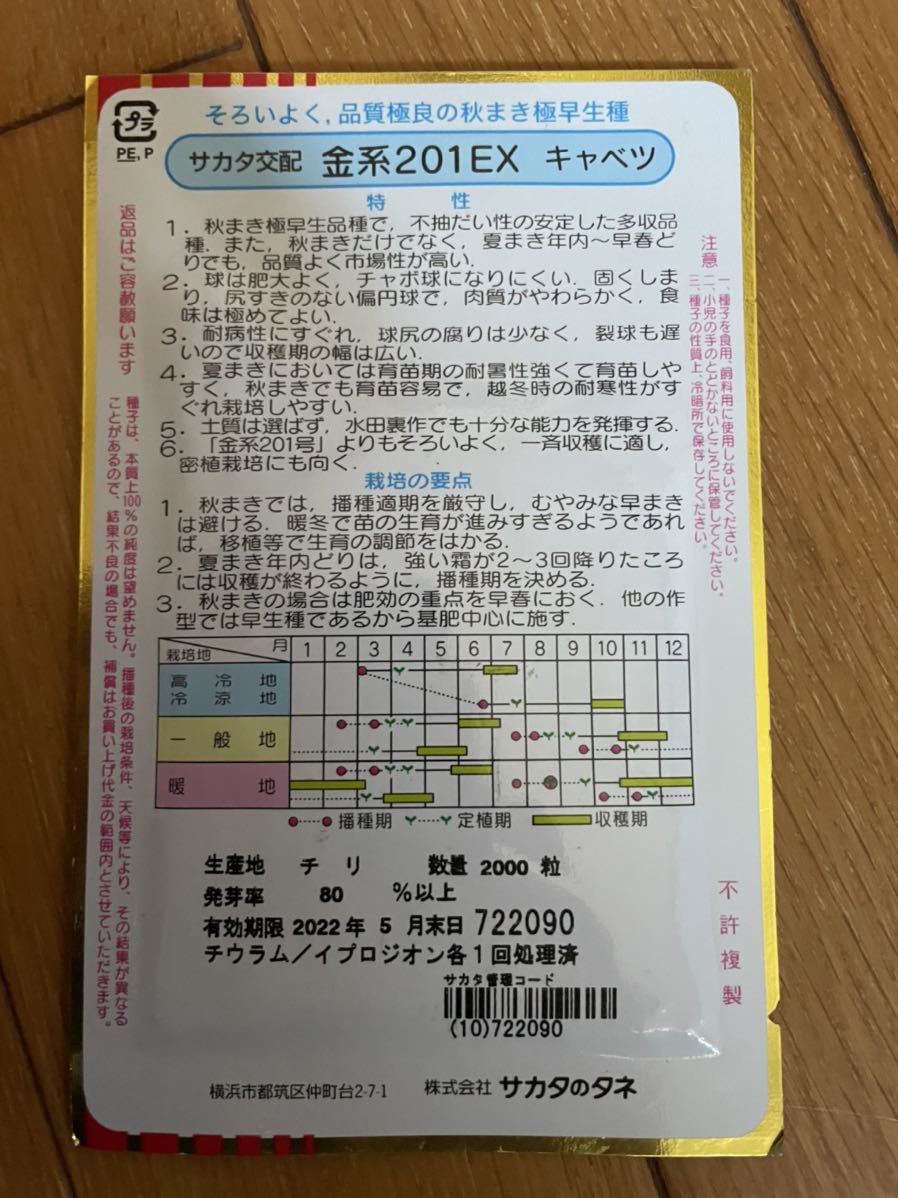 プラ
PE, P
そろいよく,品質極良の秋まき極早生種
サカタ交配 金系201EX キャベツ
特 性
1. 秋まき極早生品種で,不抽だい性の安定した多収品
種.また,秋まきだけでなく,夏まき年内〜早春ど
りでも,品質よく市場性が高い.
2. 球は肥大よく,チャボ球になりにくい.固くしま
り,尻すきのない偏円球で,肉質がやわらかく,食
味は極めてよい.
3. 耐病性にすぐれ,球尻の腐りは少なく,裂球も遅
いので収穫期の幅は広い.
4. 夏まきにおいては育苗期の耐暑性強くて育苗しや
すく,秋まきでも育苗容易で,越冬時の耐寒性がす
ぐれ栽培しやすい.
5. 土質は選ばず,水田裏作でも十分な能力を発揮する.
6. 「金系201号」よりもそろいよく,一斉収穫に適し,
密植栽培にも向く.
栽培の要点
1. 秋まきでは,播種適期を厳守し,むやみな早まき
は避ける.暖冬で苗の生育が進みすぎるようであれ
ば,移植等で生育の調節をはかる.
2. 夏まき年内どりは,強い霜が2〜3回降りたころ
には収穫が終わるように,播種期を決める.
3. 秋まきの場合は肥効の重点を早春におく.他の作
型では早生種であるから基肥中心に施す.
栽培地 月 1 2 3 4 5 6 7 8 9 10 11 12
高冷地
冷涼地
一般地
暖地
播種期 定植期 収穫期
生産地 チリ 数量 2000 粒
発芽率 80 %以上
有効期限 2022 年 5 月末日 722090
チウラム/イプロジオン各1回処理済
サカタ管理コード
(10)722090
横浜市都筑区仲町台2-7-1 株式会社 サカタのタネ
返品はご容赦願います
種子は、本質上100%の純度は望めません。播種後の栽培条件、天候等により、その結果が異なる
ことがあるので、結果不良の場合でも、補償はお買い上げ代金の範囲内とさせていただきます。
注意
一、種子を食用、飼料用に使用しないでください。
二、小児の手のとどかないところに保管してください。
三、種子の性質上、冷暗所で保存してください。
不許複製